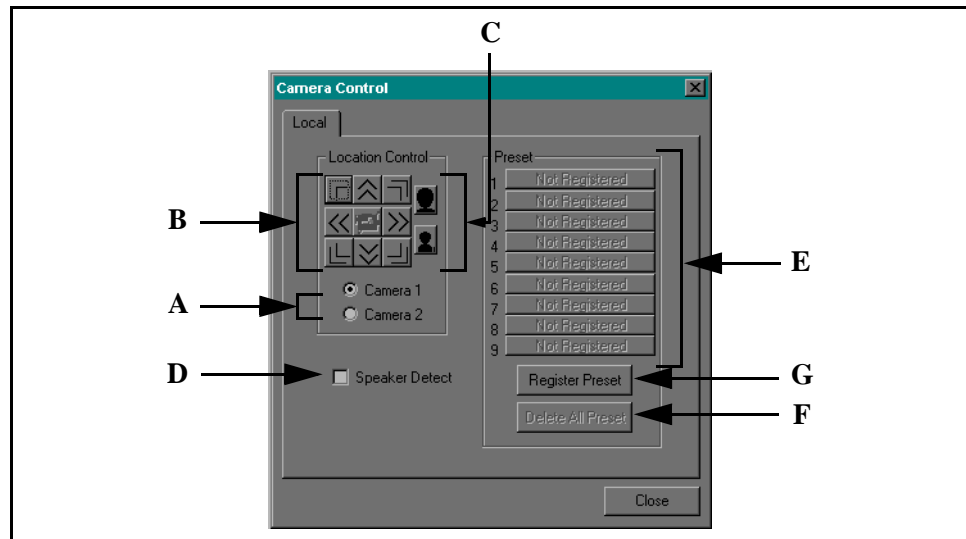 C
Camera Control
Local
Location Control
B
A
Camera 1
Camera 2
D
Speaker Detect
Preset
1 Not Registered
2 Not Registered
3 Not Registered
4 Not Registered
5 Not Registered
6 Not Registered
7 Not Registered
8 Not Registered
9 Not Registered
E
Register Preset
G
Delete All Preset
F
Close